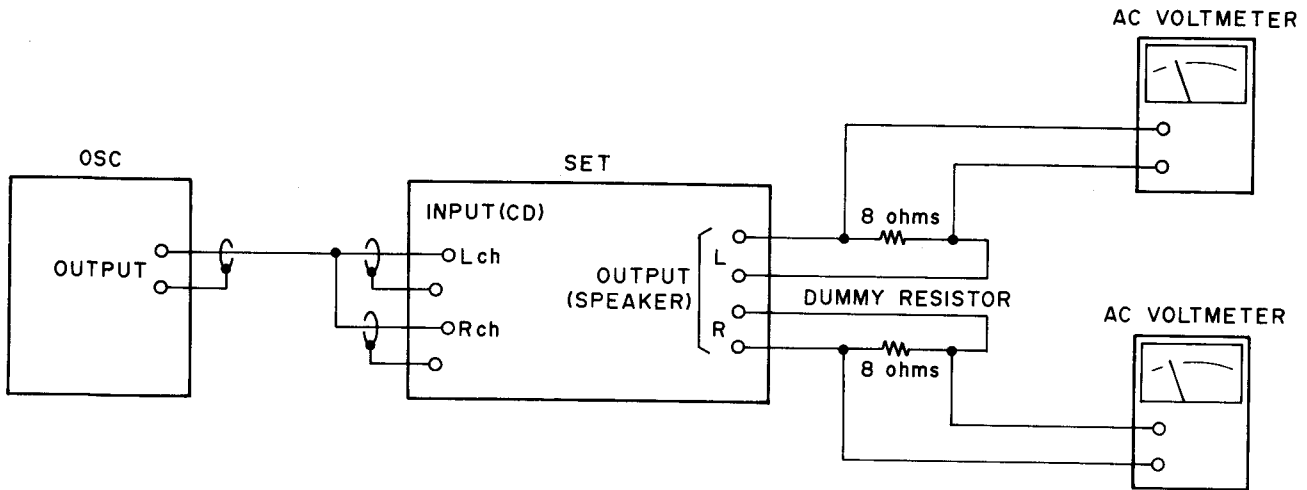 AC VOLTMETER
OSC
OUTPUT
SET
INPUT(CD)
Lch
Rch
OUTPUT
(SPEAKER)
L
R
8 ohms
DUMMY RESISTOR
8 ohms
AC VOLTMETER